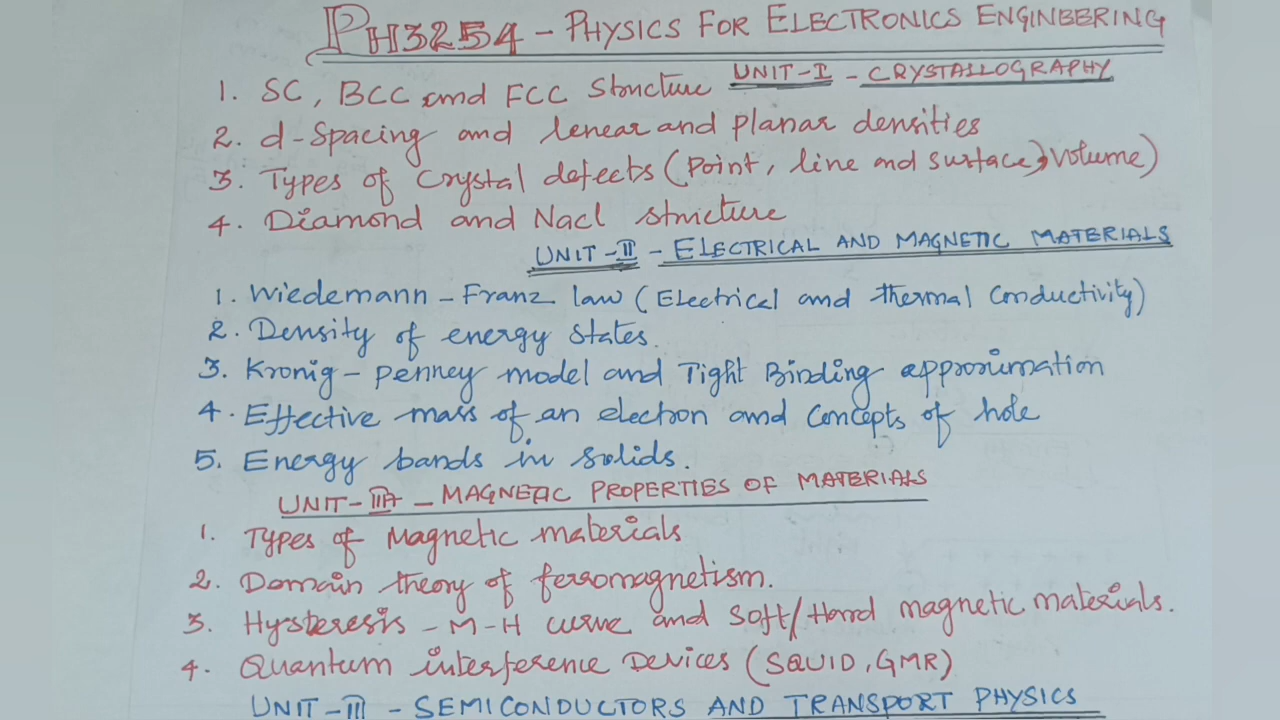 PH3254 - PHYSICS FOR ELECTRONICS ENGINEERING
UNIT-I - CRYSTALLOGRAPHY
1. SC, BCC and FCC Structure
2. d-Spacing and lenear and planar densities
3. Types of Crystal defects (Point, line and surface, Volume)
4. Diamond and Nacl structure
UNIT-II - ELECTRICAL AND MAGNETIC MATERIALS
1. Wiedemann - Franz law (Electrical and thermal Conductivity)
2. Density of energy states.
3. Kronig - penney model and Tight Binding approximation
4. Effective mass of an electron and Concepts of hole
5. Energy bands in Solids.
UNIT-IIA - MAGNETIC PROPERTIES OF MATERIALS
1. Types of Magnetic materials
2. Domain theory of ferromagnetism.
3. Hysteresis - M-H curve and Soft/Hard magnetic materials.
4. Quantum interference Devices (SQUID, GMR)
UNIT-III - SEMICONDUCTORS AND TRANSPORT PHYSICS